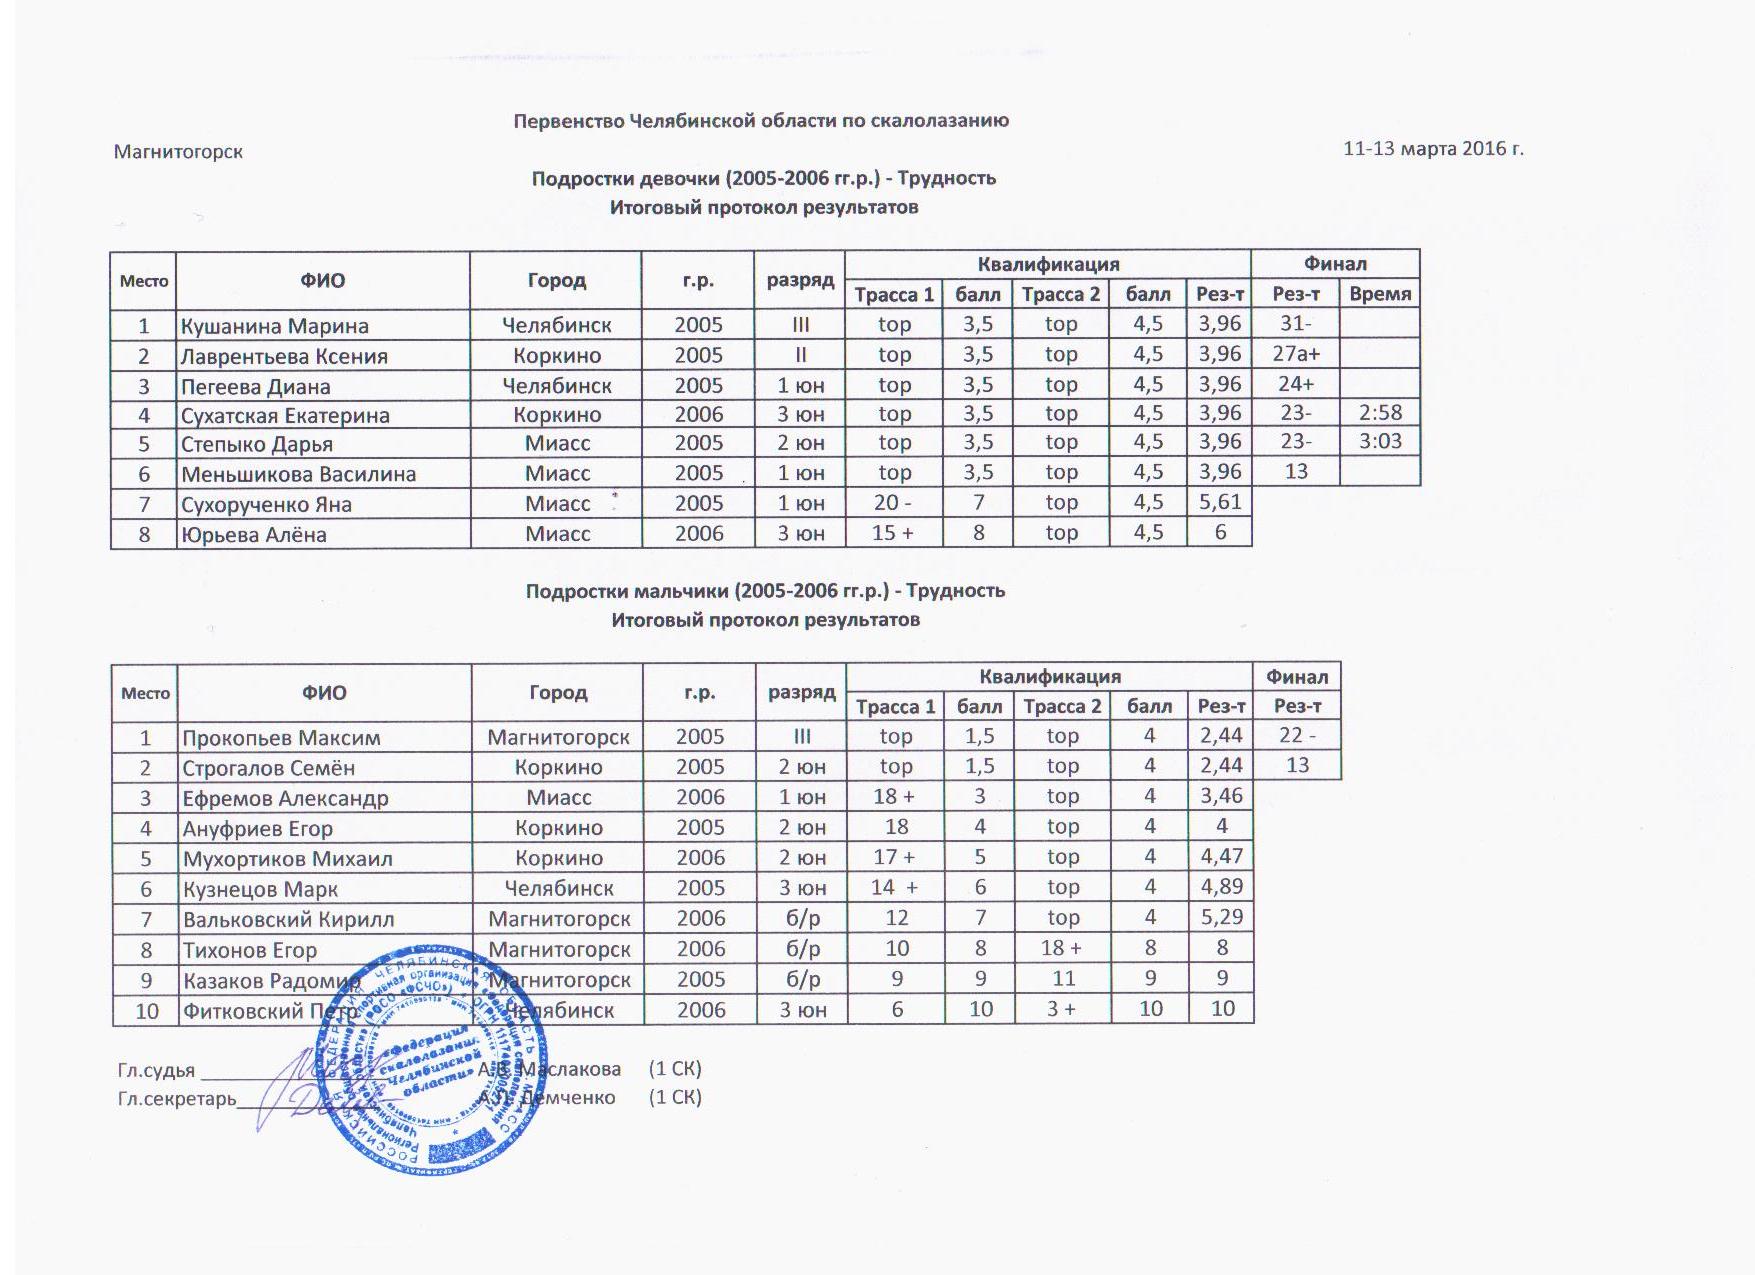 Первенство Челябинской области по скалолазанию
Магнитогорск 11-13 марта 2016 г.
Подростки девочки (2005-2006 гг.р.) - Трудность
Итоговый протокол результатов
Место ФИО Город г.р. разряд Квалификация Финал
Трасса 1 балл Трасса 2 балл Рез-т Рез-т Время
1 Кушанина Марина Челябинск 2005 III top 3,5 top 4,5 3,96 31-
2 Лаврентьева Ксения Коркино 2005 II top 3,5 top 4,5 3,96 27а+
3 Пегеева Диана Челябинск 2005 1 юн top 3,5 top 4,5 3,96 24+
4 Сухатская Екатерина Коркино 2006 3 юн top 3,5 top 4,5 3,96 23- 2:58
5 Степыко Дарья Миасс 2005 2 юн top 3,5 top 4,5 3,96 23- 3:03
6 Меньшикова Василина Миасс 2005 1 юн top 3,5 top 4,5 3,96 13
7 Сухорученко Яна Миасс 2005 1 юн 20 - 7 top 4,5 5,61
8 Юрьева Алёна Миасс 2006 3 юн 15 + 8 top 4,5 6
Подростки мальчики (2005-2006 гг.р.) - Трудность
Итоговый протокол результатов
Место ФИО Город г.р. разряд Квалификация Финал
Трасса 1 балл Трасса 2 балл Рез-т Рез-т
1 Прокопьев Максим Магнитогорск 2005 III top 1,5 top 4 2,44 22 -
2 Строгалов Семён Коркино 2005 2 юн top 1,5 top 4 2,44 13
3 Ефремов Александр Миасс 2006 1 юн 18 + 3 top 4 3,46
4 Ануфриев Егор Коркино 2005 2 юн 18 4 top 4 4
5 Мухортиков Михаил Коркино 2006 2 юн 17 + 5 top 4 4,47
6 Кузнецов Марк Челябинск 2005 3 юн 14 + 6 top 4 4,89
7 Вальковский Кирилл Магнитогорск 2006 б/р 12 7 top 4 5,29
8 Тихонов Егор Магнитогорск 2006 б/р 10 8 18 + 8 8
9 Казаков Радомир Магнитогорск 2005 б/р 9 9 11 9 9
10 Фитковский Петр Челябинск 2006 3 юн 6 10 3 + 10 10
Гл.судья А.В. Маслакова (1 СК)
Гл.секретарь Демченко (1 СК)
«Федерация
скалолазания
Челябинской
области»